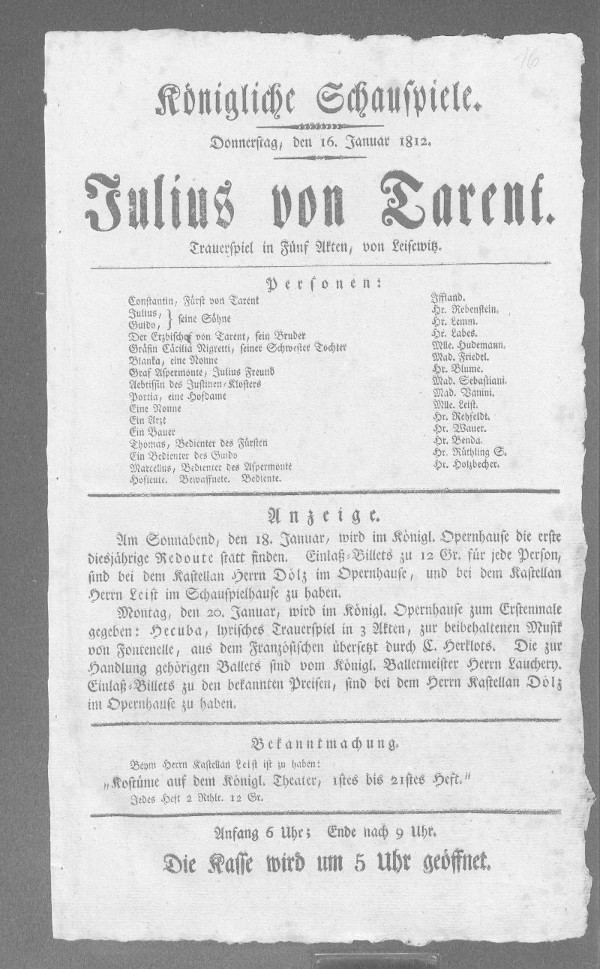 16
Königliche Schauspiele.
Donnerstag, den 16. Januar 1812.
Julius von Tarent.
Trauerspiel in Fünf Akten, von Leisewitz.
Personen:
Constantin, Fürst von Tarent Iffland.
Julius, } seine Söhne Hr. Rebenstein.
Guido, Hr. Lemm.
Der Erzbischof von Tarent, sein Bruder Hr. Labes.
Gräfin Cäcilia Nigretti, seiner Schwester Tochter Mlle. Hudemann.
Blanka, eine Nonne Mad. Friedel.
Graf Aspermonte, Julius Freund Hr. Blume.
Aebtissin des Justinen-Klosters Mad. Sebastiani.
Portia, eine Hofdame Mad. Vanini.
Eine Nonne Mlle. Leist.
Ein Arzt Hr. Rehfeldt.
Ein Bauer Hr. Wauer.
Thomas, Bedienter des Fürsten Hr. Benda.
Ein Bedienter des Guido Hr. Rüthling S.
Marcellus, Bedienter des Aspermonte Hr. Holzbecher.
Hofleute. Bewaffnete. Bediente.
Anzeige.
Am Sonnabend, den 18. Januar, wird im Königl. Opernhause die erste
diesjährige Redoute statt finden. Einlaß-Billets zu 12 Gr. für jede Person,
sind bei dem Kastellan Herrn Dölz im Opernhause, und bei dem Kastellan
Herrn Leist im Schauspielhause zu haben.
Montag, den 20. Januar, wird im Königl. Opernhause zum Erstenmale
gegeben: Hecuba, lyrisches Trauerspiel in 3 Akten, zur beibehaltenen Musik
von Fontenelle, aus dem Französischen übersetzt durch C. Herklots. Die zur
Handlung gehörigen Ballets sind vom Königl. Balletmeister Herrn Lauchery.
Einlaß-Billets zu den bekannten Preisen, sind bei dem Herrn Kastellan Dölz
im Opernhause zu haben.
Bekanntmachung.
Beym Herrn Kastellan Leist ist zu haben:
„Kostüme auf dem Königl. Theater, 1stes bis 21stes Heft."
Jedes Heft 2 Rthlr. 12 Gr.
Anfang 6 Uhr; Ende nach 9 Uhr.
Die Kasse wird um 5 Uhr geöffnet.